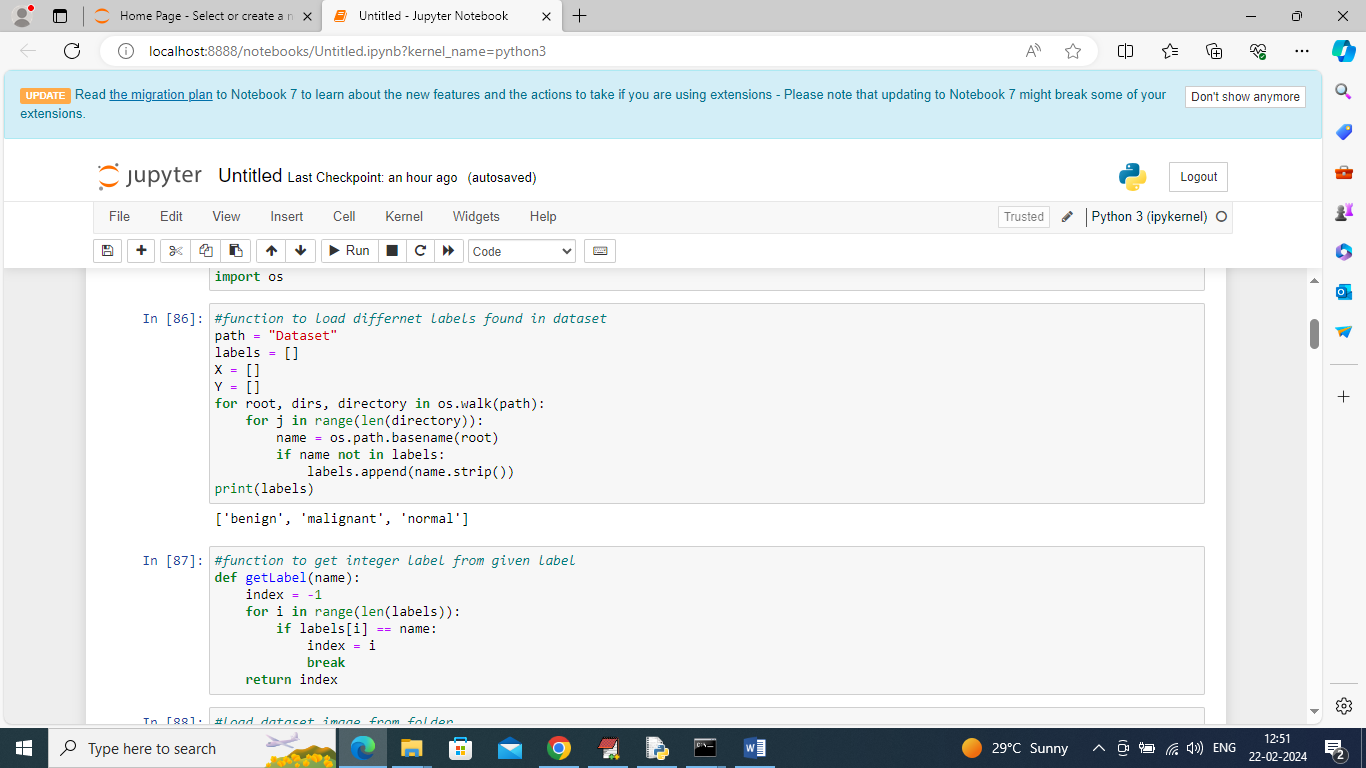 Home Page - Select or create a n
Untitled - Jupyter Notebook
localhost:8888/notebooks/Untitled.ipynb?kernel_name=python3
UPDATE Read the migration plan to Notebook 7 to learn about the new features and the actions to take if you are using extensions - Please note that updating to Notebook 7 might break some of your
extensions.
Don't show anymore
jupyter Untitled Last Checkpoint: an hour ago (autosaved)
Logout
File Edit View Insert Cell Kernel Widgets Help
Trusted
Python 3 (ipykernel)
Run
Code
import os
In [86]: #function to load differnet labels found in dataset
path = "Dataset"
labels = []
X = []
Y = []
for root, dirs, directory in os.walk(path):
    for j in range(len(directory)):
        name = os.path.basename(root)
        if name not in labels:
            labels.append(name.strip())
print(labels)
['benign', 'malignant', 'normal']
In [87]: #function to get integer label from given label
def getLabel(name):
    index = -1
    for i in range(len(labels)):
        if labels[i] == name:
            index = i
            break
    return index
In [88]: #Load dataset image from folder
Type here to search
29°C Sunny
ENG
12:51
22-02-2024
2